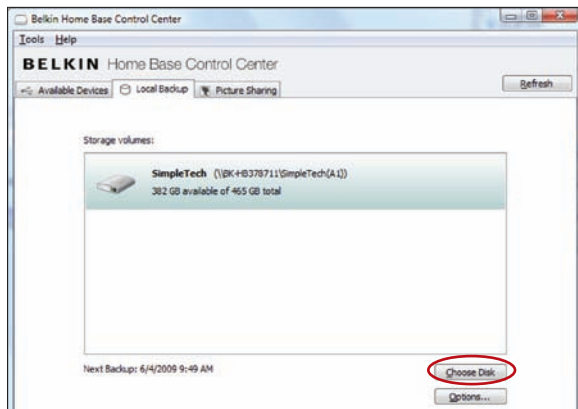 Belkin Home Base Control Center
Tools Help
BELKIN Home Base Control Center
Available Devices Local Backup Picture Sharing
Refresh
Storage volumes:
SimpleTech (\\BK-HB378711\SimpleTech(A1))
382 GB available of 465 GB total
Next Backup: 6/4/2009 9:49 AM
Choose Disk
Options...